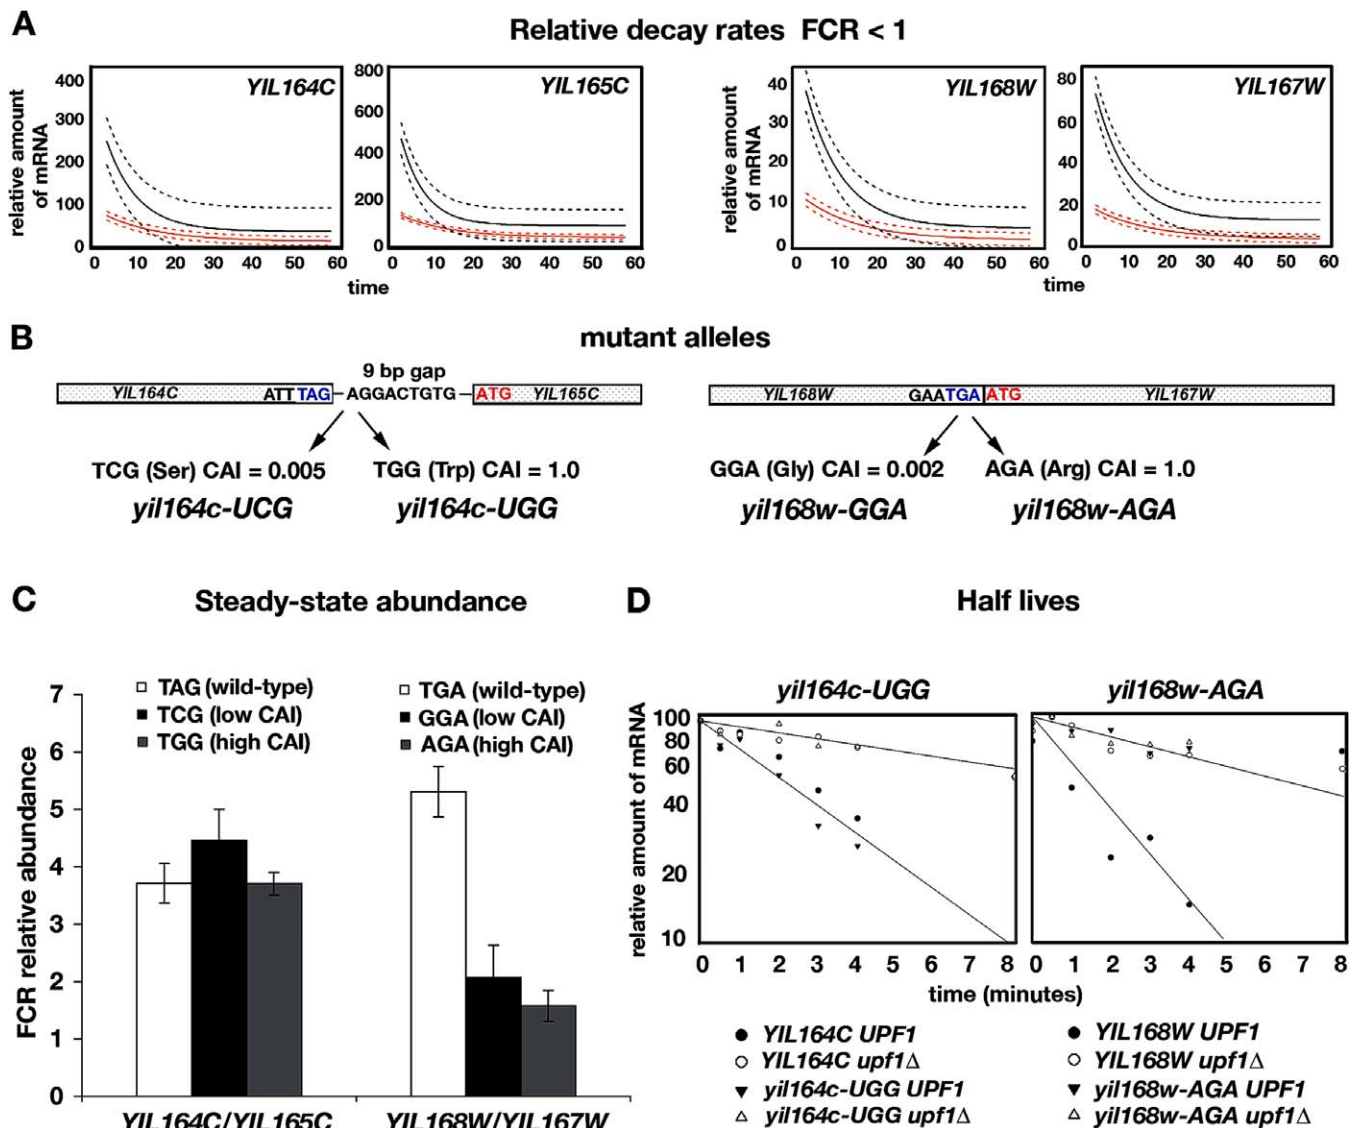 A
Relative decay rates FCR < 1
relative amount of mRNA
400
300
200
100
0
YIL164C
0 10 20 30 40 50 60
800
600
400
200
0
YIL165C
0 10 20 30 40 50 60
time
relative amount of mRNA
40
30
20
10
0
YIL168W
0 10 20 30 40 50 60
80
60
40
20
0
YIL167W
0 10 20 30 40 50 60
time
B
mutant alleles
9 bp gap
YIL164C ATT TAG AGGACTGTG ATG YIL165C
YIL168W GAATGA ATG YIL167W
TCG (Ser) CAI = 0.005
TGG (Trp) CAI = 1.0
GGA (Gly) CAI = 0.002
AGA (Arg) CAI = 1.0
yil164c-UCG
yil164c-UGG
yil168w-GGA
yil168w-AGA
C
Steady-state abundance
FCR relative abundance
7
6
5
4
3
2
1
0
TAG (wild-type)
TCG (low CAI)
TGG (high CAI)
TGA (wild-type)
GGA (low CAI)
AGA (high CAI)
YIL164C/YIL165C
YIL168W/YIL167W
D
Half lives
yil164c-UGG
yil168w-AGA
relative amount of mRNA
100
80
60
40
20
10
0 1 2 3 4 5 6 7 8
0 1 2 3 4 5 6 7 8
time (minutes)
YIL164C UPF1
YIL164C upf1Δ
yil164c-UGG UPF1
yil164c-UGG upf1Δ
YIL168W UPF1
YIL168W upf1Δ
yil168w-AGA UPF1
yil168w-AGA upf1Δ